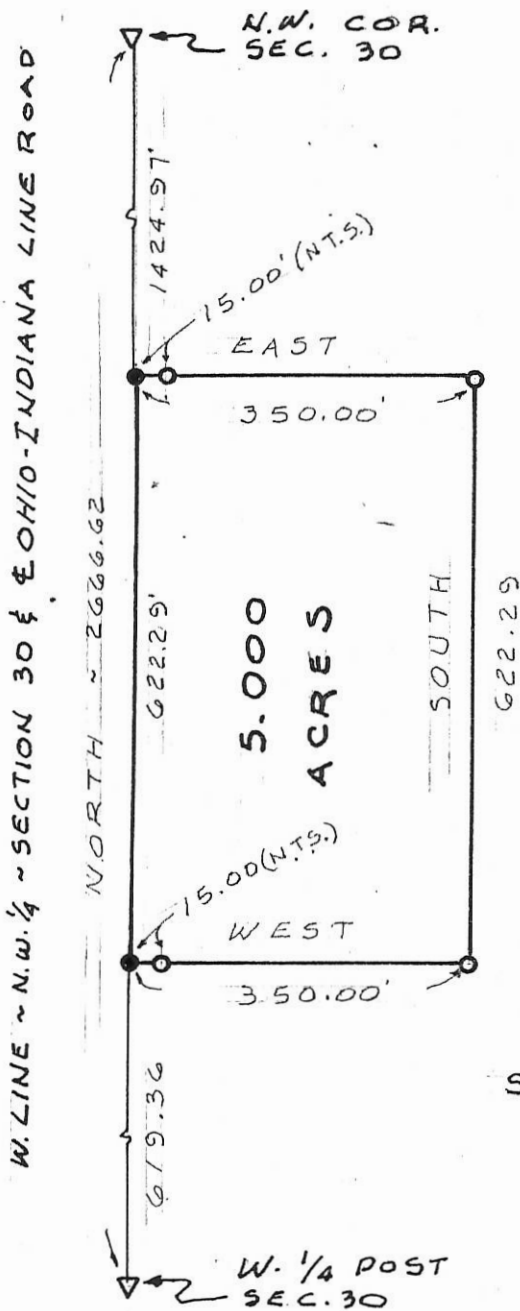 N.W. COR.
SEC. 30
W. LINE ~ N.W. 1/4 ~ SECTION 30 & ℄ OHIO-INDIANA LINE ROAD
1424.97'
15.00' (N.T.S.)
EAST
350.00'
NORTH ~ 2666.62
622.29'
5.000
ACRES
SOUTH
622.29
15.00 (N.T.S.)
WEST
350.00'
619.36
W. 1/4 POST
SEC. 30